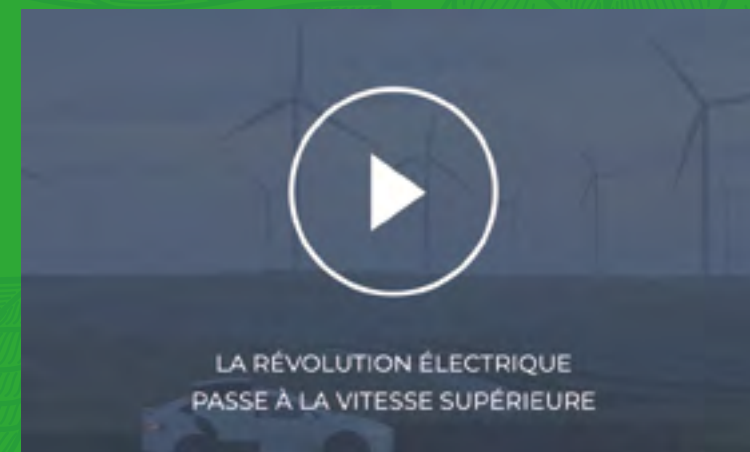 LA RÉVOLUTION ÉLECTRIQUE
PASSE À LA VITESSE SUPÉRIEURE